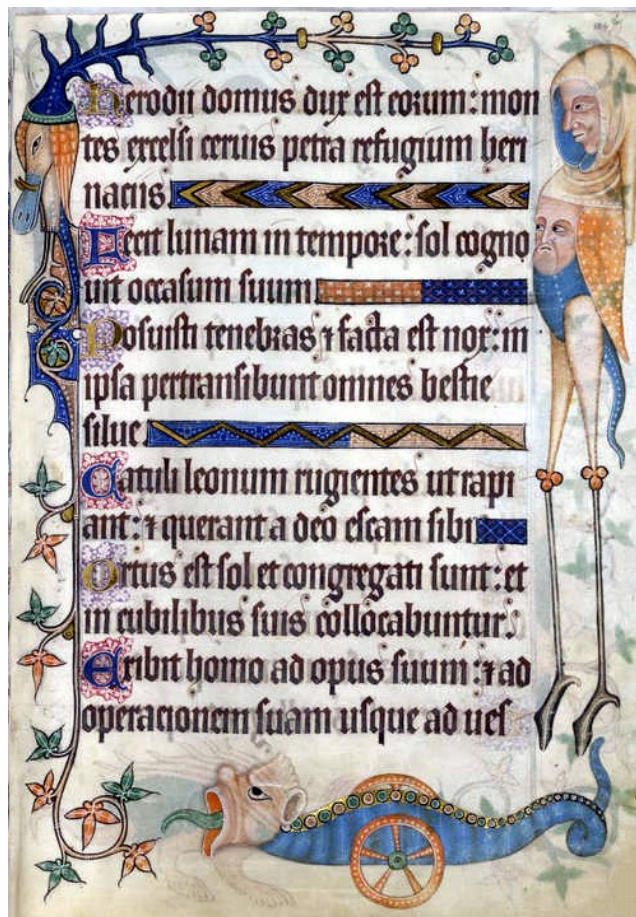 herodii domus dux est eorum: mon
tes excelsi ceruis petra refugium heri
naciis.
Fecit lunam in tempore: sol cogno
uit occasum suum
Posuisti tenebras ⁊ facta est nox: in
ipsa pertransibunt omnes bestie
silue
Catuli leonum rugientes ut rapi
ant: ⁊ querant a deo escam sibi
Ortus est sol et congregati sunt: et
in cubilibus suis collocabuntur.
Exibit homo ad opus suum: ⁊ ad
operacionem suam usque ad ues